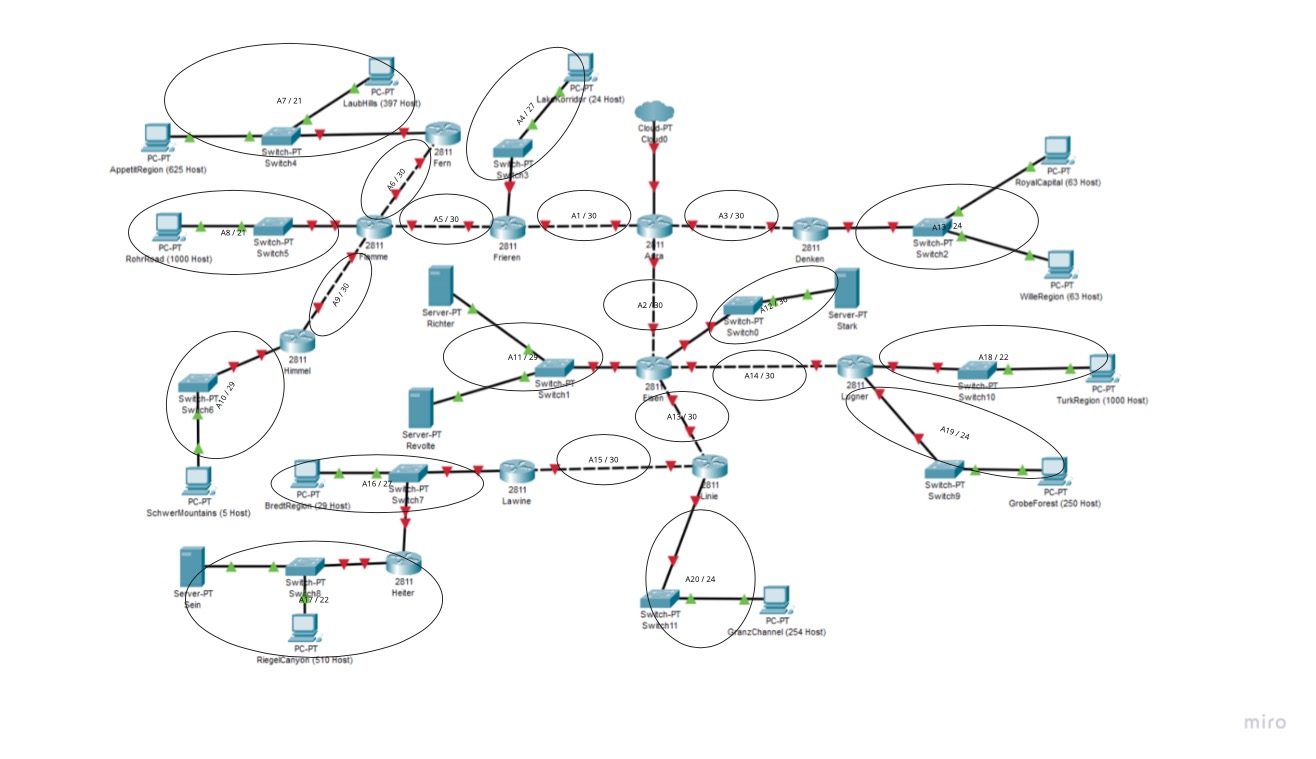 A7 / 21
PC-PT
LaubHills (397 Host)
PC-PT
AppetitRegion (625 Host)
Switch-PT
Switch4
2811
Fern
A4 / 27
PC-PT
LakeKorridor (24 Host)
Switch-PT
Switch3
Cloud-PT
Cloud0
PC-PT
RoyalCapital (63 Host)
A6 / 30
A5 / 30
A1 / 30
A3 / 30
A8 / 21
PC-PT
RohrRoad (1000 Host)
Switch-PT
Switch5
2811
Flamme
2811
Frieren
2811
Aura
2811
Denken
A13 / 24
Switch-PT
Switch2
PC-PT
WilleRegion (63 Host)
A9 / 30
Server-PT
Richter
A2 / 30
A12 / 30
Switch-PT
Switch0
Server-PT
Stark
2811
Himmel
A11 / 29
Switch-PT
Switch1
2811
Eisen
A14 / 30
2811
Lugner
A18 / 22
Switch-PT
Switch10
PC-PT
TurkRegion (1000 Host)
A10 / 29
Switch-PT
Switch6
Server-PT
Revolte
A13 / 30
A19 / 24
Switch-PT
Switch9
PC-PT
GrobeForest (250 Host)
PC-PT
SchwerMountains (5 Host)
PC-PT
BredtRegion (29 Host)
A16 / 27
Switch-PT
Switch7
2811
Lawine
A15 / 30
2811
Linie
Server-PT
Sein
Switch-PT
Switch8
A17 / 22
2811
Heiter
PC-PT
RiegelCanyon (510 Host)
A20 / 24
Switch-PT
Switch11
PC-PT
GranzChannel (254 Host)
miro